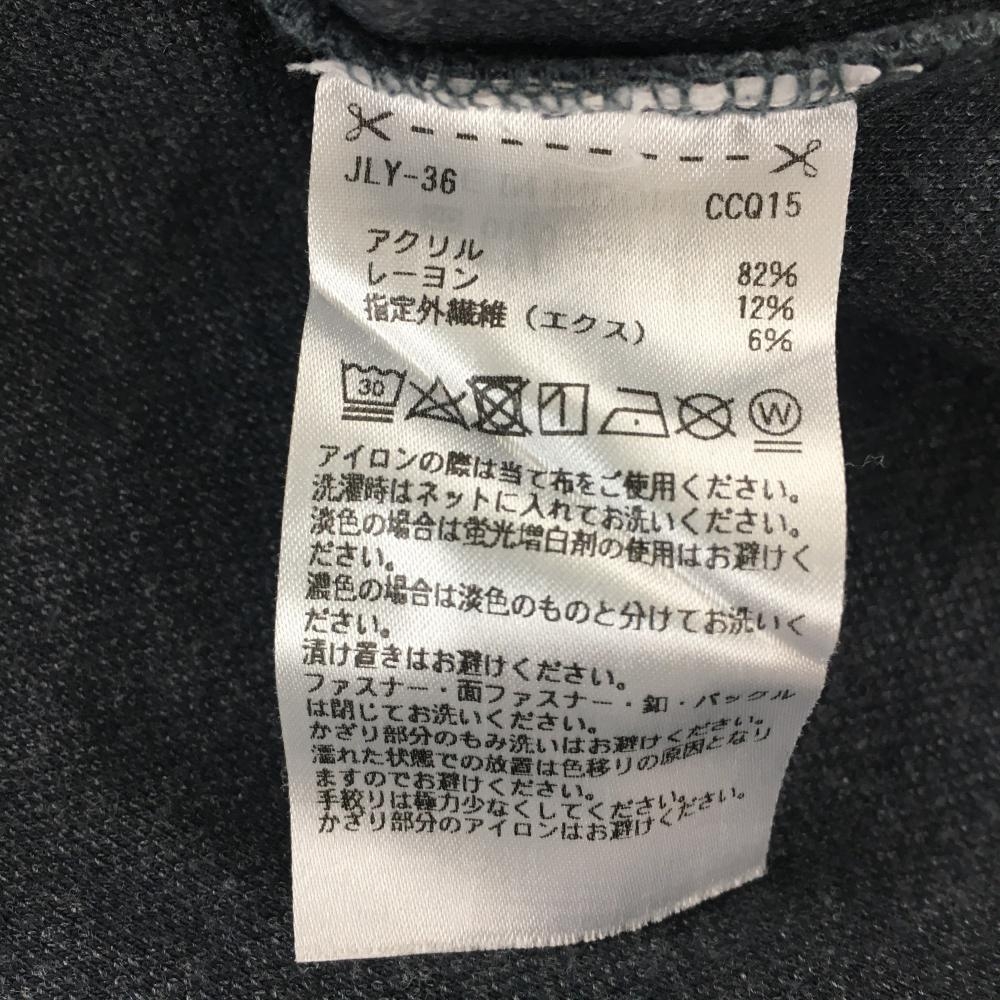 JLY-36
CCQ15
アクリル 82%
レーヨン 12%
指定外繊維（エクス） 6%
30 W
アイロンの際は当て布をご使用ください。
洗濯時はネットに入れてお洗いください。
淡色の場合は蛍光増白剤の使用はお避けく
ださい。
濃色の場合は淡色のものと分けてお洗いく
ださい。
漬け置きはお避けください。
ファスナー・面ファスナー・釦・バックル
は閉じてお洗いください。
かざり部分のもみ洗いはお避けください。
濡れた状態での放置は色移りの原因となり
ますのでお避けください。
手絞りは極力少なくしてください。
かざり部分のアイロンはお避けください。